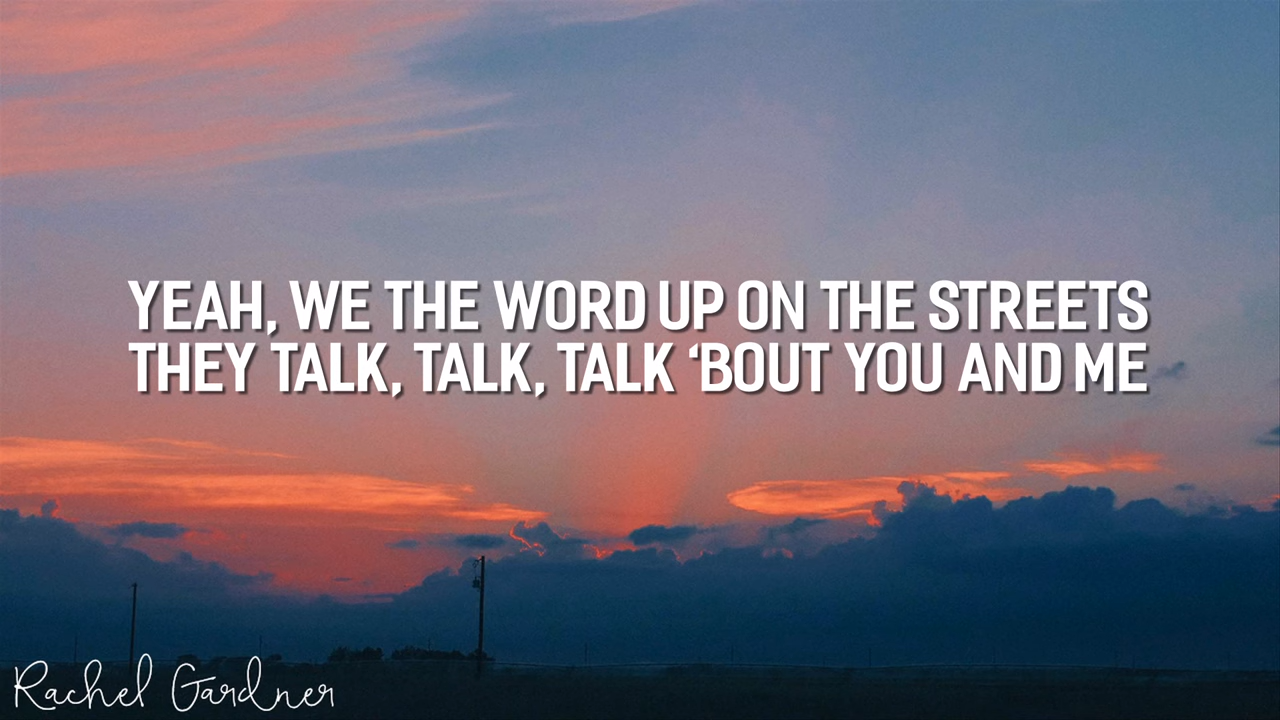 YEAH, WE THE WORD UP ON THE STREETS
THEY TALK, TALK, TALK ‘BOUT YOU AND ME
Rachel Gardner